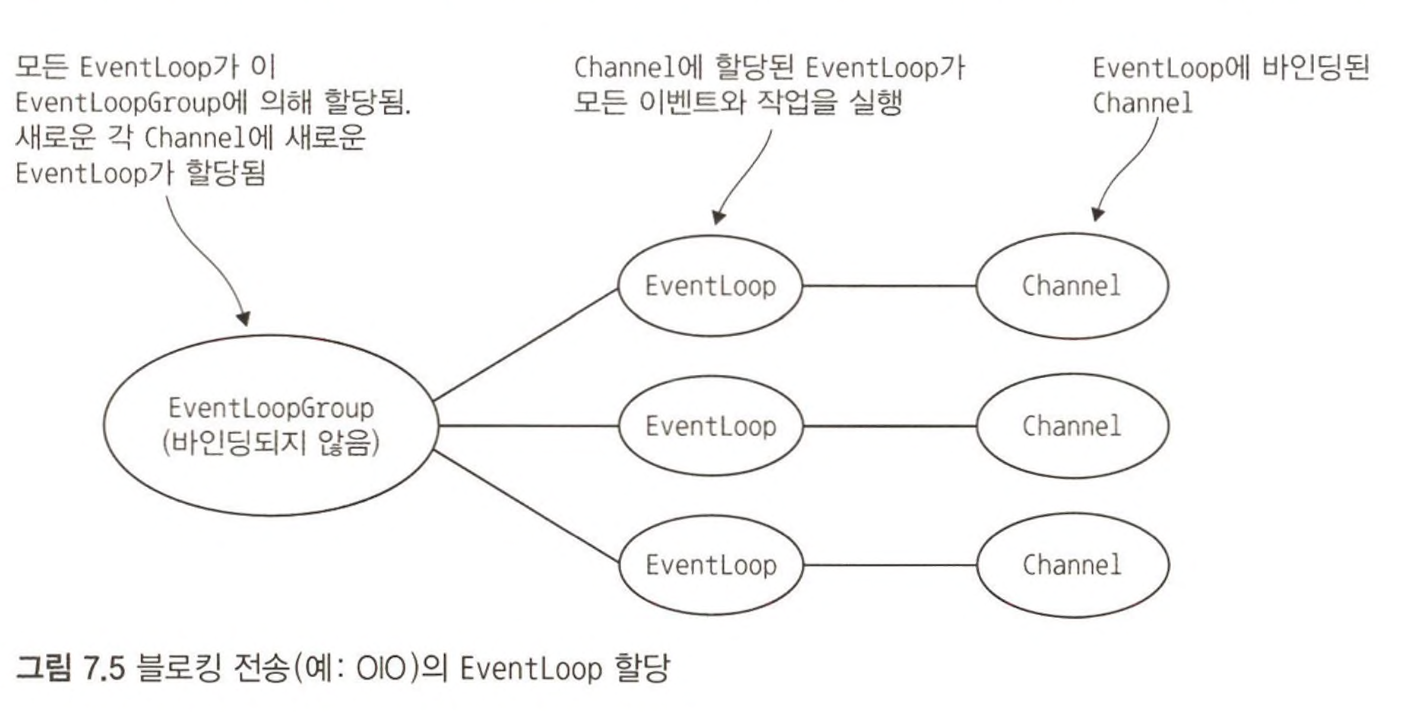 모든 EventLoop가 이
EventLoopGroup에 의해 할당됨.
새로운 각 Channel에 새로운
EventLoop가 할당됨
Channel에 할당된 EventLoop가
모든 이벤트와 작업을 실행
EventLoop에 바인딩된
Channel
EventLoopGroup
(바인딩되지 않음)
EventLoop
Channel
EventLoop
Channel
EventLoop
Channel
그림 7.5 블로킹 전송(예: OIO)의 EventLoop 할당